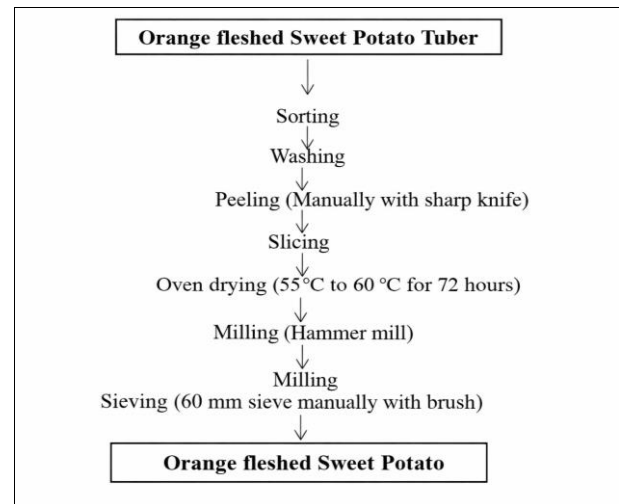 Orange fleshed Sweet Potato Tuber
Sorting
Washing
Peeling (Manually with sharp knife)
Slicing
Oven drying (55°C to 60 °C for 72 hours)
Milling (Hammer mill)
Milling
Sieving (60 mm sieve manually with brush)
Orange fleshed Sweet Potato